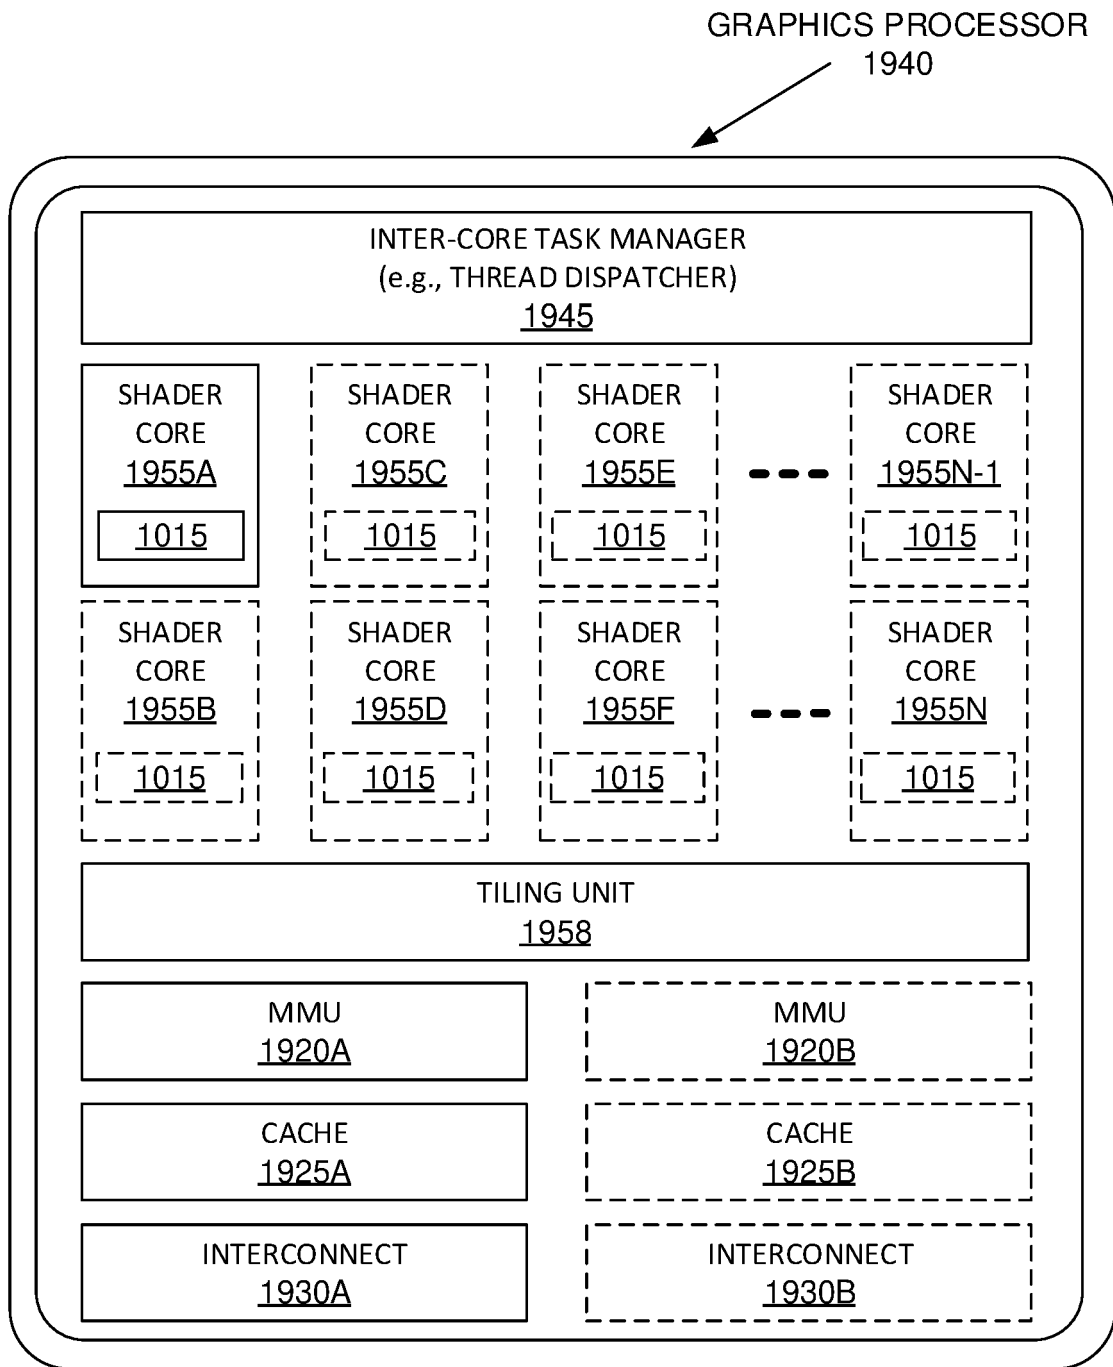 GRAPHICS PROCESSOR
1940
INTER-CORE TASK MANAGER
(e.g., THREAD DISPATCHER)
1945
SHADER
CORE
1955A
1015
SHADER
CORE
1955C
1015
SHADER
CORE
1955E
1015
SHADER
CORE
1955N-1
1015
SHADER
CORE
1955B
1015
SHADER
CORE
1955D
1015
SHADER
CORE
1955F
1015
SHADER
CORE
1955N
1015
TILING UNIT
1958
MMU
1920A
MMU
1920B
CACHE
1925A
CACHE
1925B
INTERCONNECT
1930A
INTERCONNECT
1930B